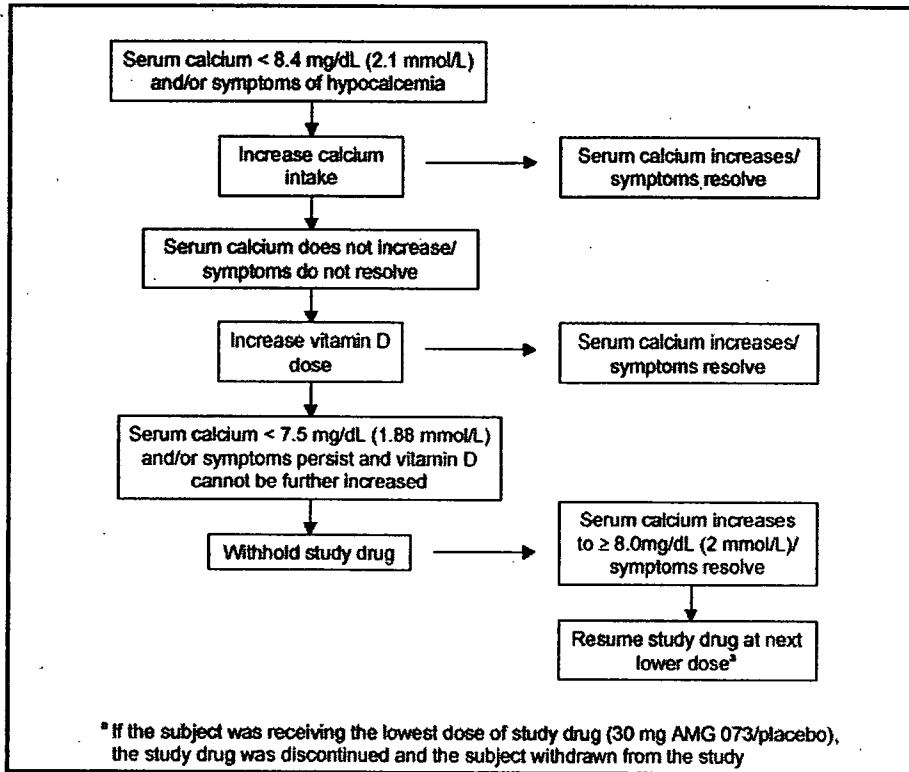 Serum calcium < 8.4 mg/dL (2.1 mmol/L)
and/or symptoms of hypocalcemia
Increase calcium
intake
Serum calcium increases/
symptoms resolve
Serum calcium does not increase/
symptoms do not resolve
Increase vitamin D
dose
Serum calcium increases/
symptoms resolve
Serum calcium < 7.5 mg/dL (1.88 mmol/L)
and/or symptoms persist and vitamin D
cannot be further increased
Withhold study drug
Serum calcium increases
to ≥ 8.0mg/dL (2 mmol/L)/
symptoms resolve
Resume study drug at next
lower doseᵃ
ᵃ If the subject was receiving the lowest dose of study drug (30 mg AMG 073/placebo),
the study drug was discontinued and the subject withdrawn from the study